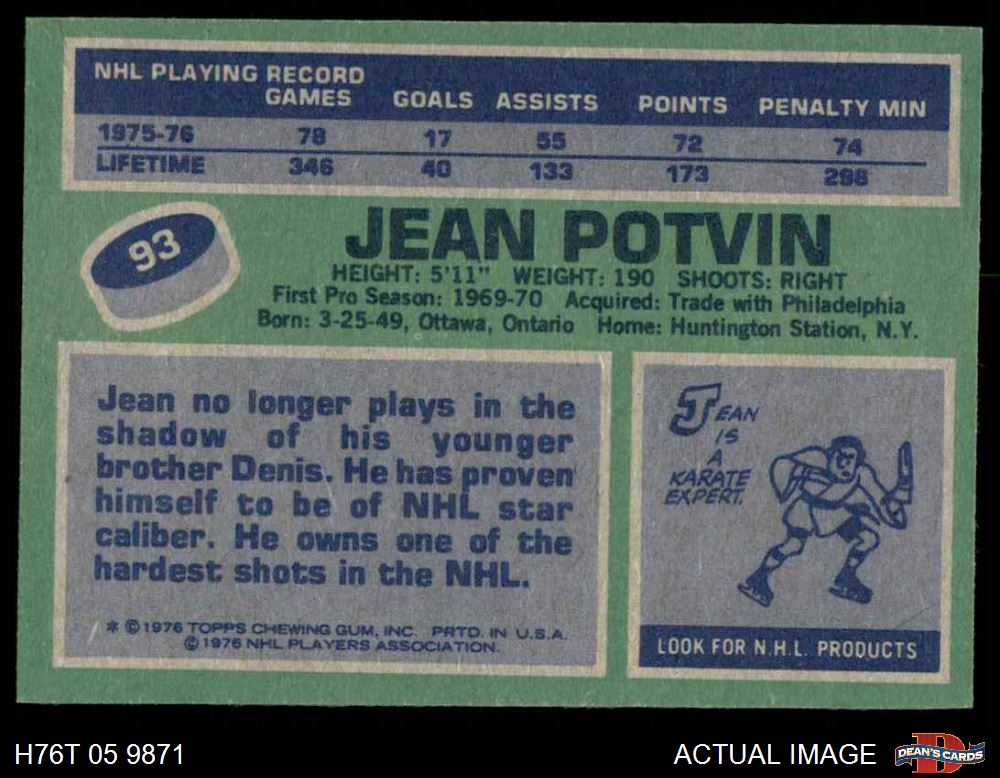 NHL PLAYING RECORD
GAMES GOALS ASSISTS POINTS PENALTY MIN
1975-76 78 17 55 72 74
LIFETIME 346 40 133 173 298
93
JEAN POTVIN
HEIGHT: 5'11" WEIGHT: 190 SHOOTS: RIGHT
First Pro Season: 1969-70 Acquired: Trade with Philadelphia
Born: 3-25-49, Ottawa, Ontario Home: Huntington Station, N.Y.
Jean no longer plays in the
shadow of his younger
brother Denis. He has proven
himself to be of NHL star
caliber. He owns one of the
hardest shots in the NHL.
* © 1976 TOPPS CHEWING GUM, INC. PRTD. IN U.S.A.
© 1976 NHL PLAYERS ASSOCIATION.
JEAN
IS
A
KARATE
EXPERT.
LOOK FOR N.H.L. PRODUCTS
H76T 05 9871
ACTUAL IMAGE
DEAN'S CARDS